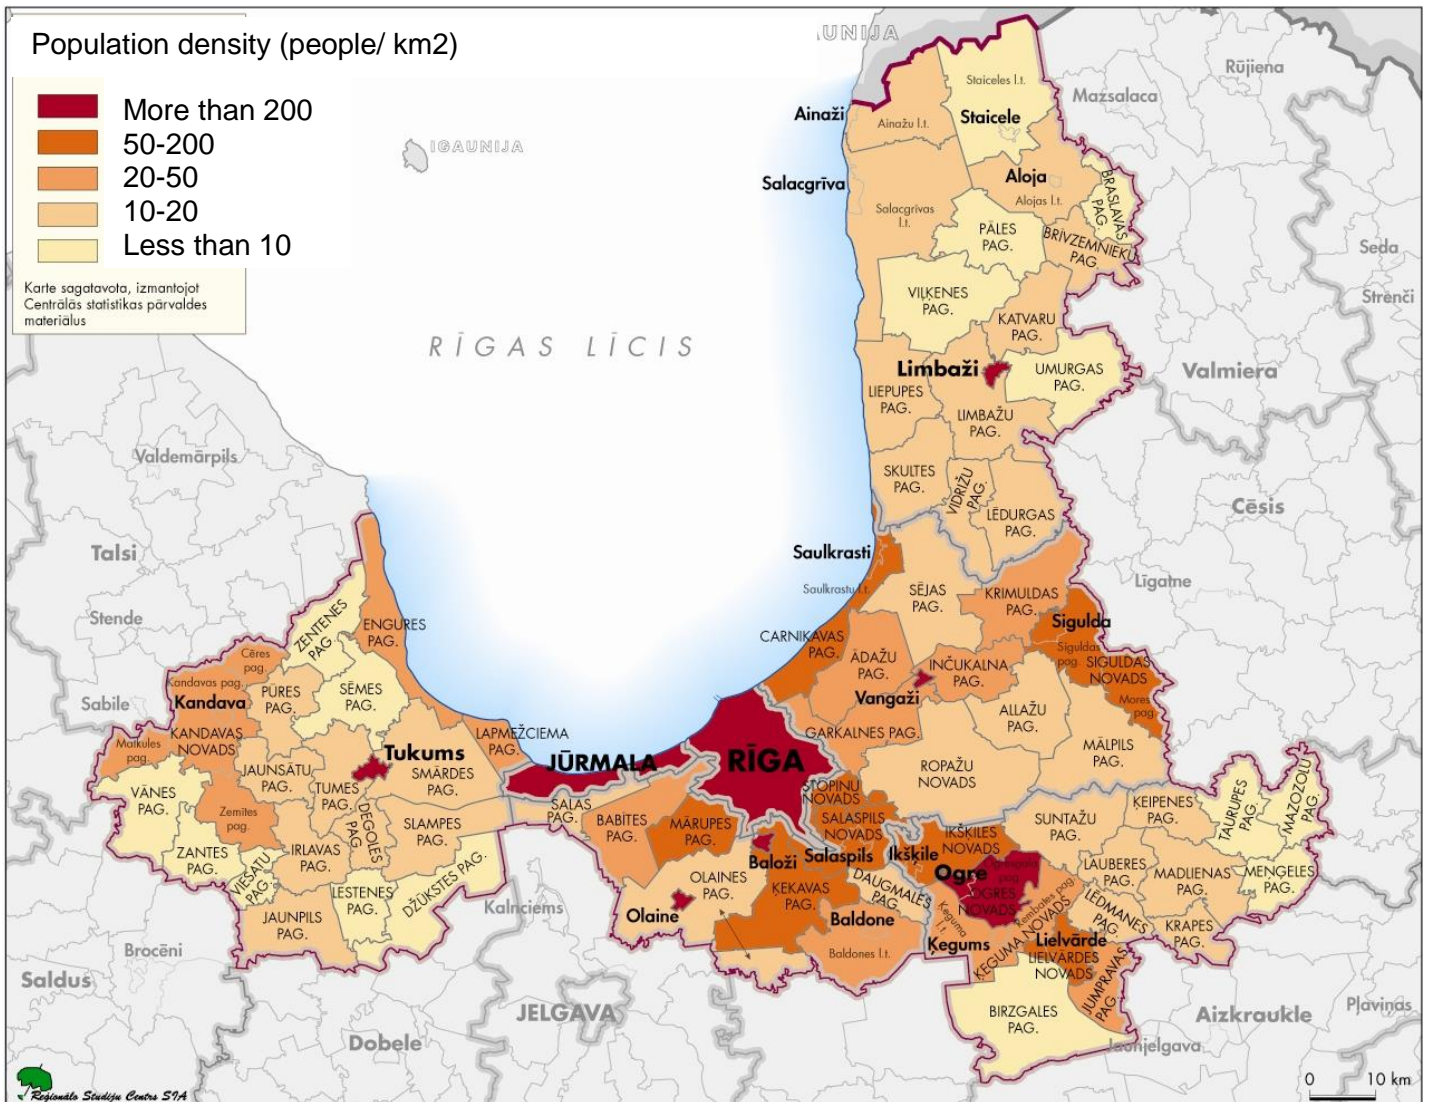 Population density (people/ km2)
More than 200
50-200
20-50
10-20
Less than 10
Karte sagatavota, izmantojot
Centrālās statistikas pārvaldes
materiālus
IGAUNIJA
RĪGAS LĪCIS
Ainaži
Ainažu l.t.
Staiceles l.t.
Staicele
Mazsalaca
Rūjiena
Salacgrīva
Salacgrīvas
l.t.
Aloja
Alojas l.t.
BRASLAVAS
PAG.
PĀLES
PAG.
BRĪVZEMNIEKU
PAG.
Seda
Strenči
VIĻĶENES
PAG.
KATVARU
PAG.
Limbaži
UMURGAS
PAG.
Valmiera
LIEPUPES
PAG.
LIMBAŽU
PAG.
Valdemārpils
SKULTES
PAG.
VIDRIŽU
PAG.
LĒDURGAS
PAG.
Cēsis
Talsi
Saulkrasti
Saulkrastu l.t.
SĒJAS
PAG.
KRIMULDAS
PAG.
Līgatne
Stende
ZENTENES
PAG.
ENGURES
PAG.
CARNIKAVAS
PAG.
Sigulda
Siguldas
pag.
SIGULDAS
NOVADS
Mores
pag.
Cēres
pag.
Kandavas pag.
Kandava
PŪRES
PAG.
SĒMES
PAG.
ĀDAŽU
PAG.
INČUKALNA
PAG.
Vangaži
Sabile
KANDAVAS
NOVADS
Matkules
pag.
LAPMEŽCIEMA
PAG.
GARKALNES PAG.
ALLAŽU
PAG.
MĀLPILS
PAG.
Tukums
JŪRMALA
RĪGA
ROPAŽU
NOVADS
JAUNSĀTU
PAG.
TUMES
PAG.
SMĀRDES
PAG.
VĀNES
PAG.
Zemītes
pag.
DEGOLES
PAG.
SLAMPES
PAG.
SALAS
PAG.
BABĪTES
PAG.
MĀRUPES
PAG.
STOPIŅU
NOVADS
SALASPILS
NOVADS
Salaspils
SUNTAŽU
PAG.
ĶEIPENES
PAG.
TAURUPES
PAG.
MAZOZOLU
PAG.
ZANTES
PAG.
VIESATU
PAG.
IRLAVAS
PAG.
LESTENES
PAG.
DŽŪKSTES PAG.
JAUNPILS
PAG.
Baloži
Ikšķile
IKŠĶILES
NOVADS
Ogre
Ogresgala
pag.
OGRES
NOVADS
LAUBERES
PAG.
MADLIENAS
PAG.
MEŅĢELES
PAG.
OLAINES
PAG.
Olaine
ĶEKAVAS
PAG.
DAUGMALES
PAG.
Baldone
Baldones l.t.
Ķeguma
l.t.
Ķegums
Rembates pag.
ĶEGUMA NOVADS
LĒDMANES
PAG.
KRAPES
PAG.
Lielvārde
LIELVĀRDES
NOVADS
JUMPRAVAS
PAG.
BIRZGALES
PAG.
Kalnciems
Brocēni
Saldus
JELGAVA
Dobele
Aizkraukle
Pļaviņas
Jaunjelgava
Regionālo Studiju Centrs SIA
0 10 km